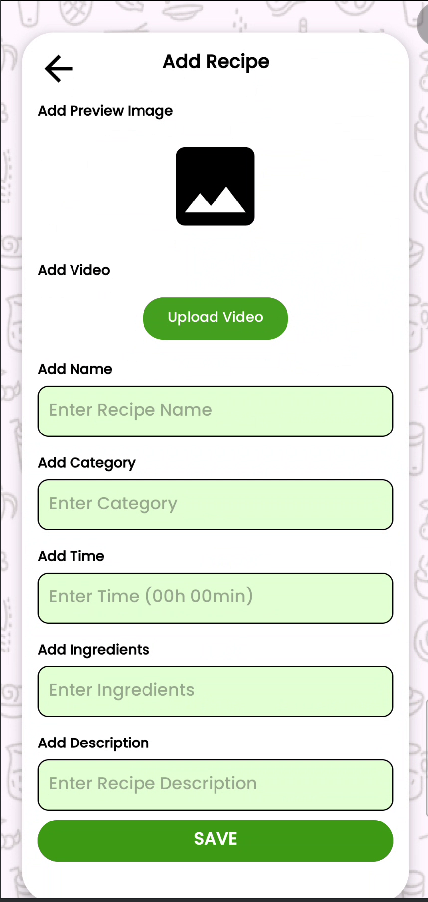 Add Recipe
Add Preview Image
Add Video
Upload Video
Add Name
Enter Recipe Name
Add Category
Enter Category
Add Time
Enter Time (00h 00min)
Add Ingredients
Enter Ingredients
Add Description
Enter Recipe Description
SAVE